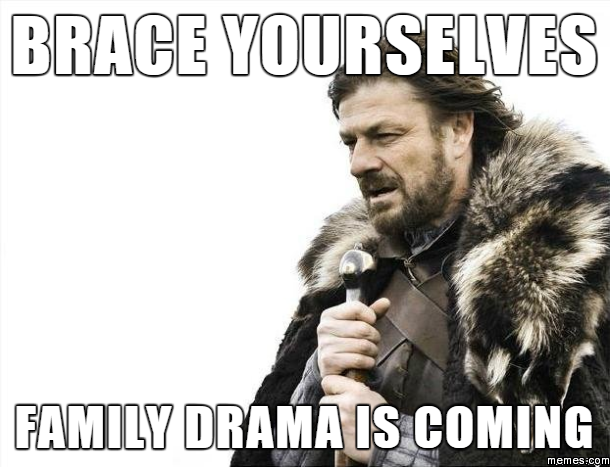 BRACE YOURSELVES
FAMILY DRAMA IS COMING
memes.com